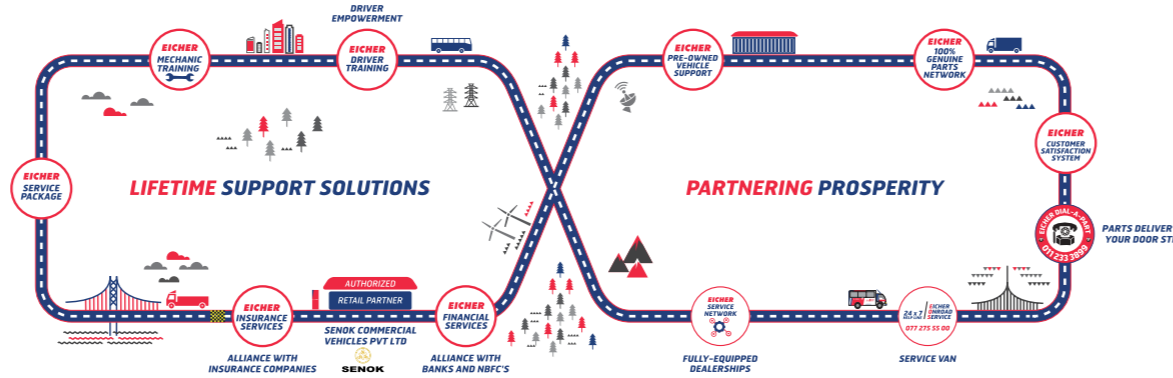 DRIVER
EMPOWERMENT
EICHER
MECHANIC
TRAINING
EICHER
DRIVER
TRAINING
EICHER
PRE-OWNED
VEHICLE
SUPPORT
EICHER
100%
GENUINE
PARTS
NETWORK
EICHER
CUSTOMER
SATISFACTION
SYSTEM
EICHER
SERVICE
PACKAGE
LIFETIME SUPPORT SOLUTIONS
PARTNERING PROSPERITY
EICHER DIAL-A-PART
011 233 3899
PARTS DELIVER
YOUR DOOR ST
EICHER
INSURANCE
SERVICES
ALLIANCE WITH
INSURANCE COMPANIES
AUTHORIZED
RETAIL PARTNER
SENOK COMMERCIAL
VEHICLES PVT LTD
SENOK
EICHER
FINANCIAL
SERVICES
ALLIANCE WITH
BANKS AND NBFC'S
EICHER
SERVICE
NETWORK
FULLY-EQUIPPED
DEALERSHIPS
24 x 7
EICHER
ONROAD
SERVICE
077 275 55 00
SERVICE VAN